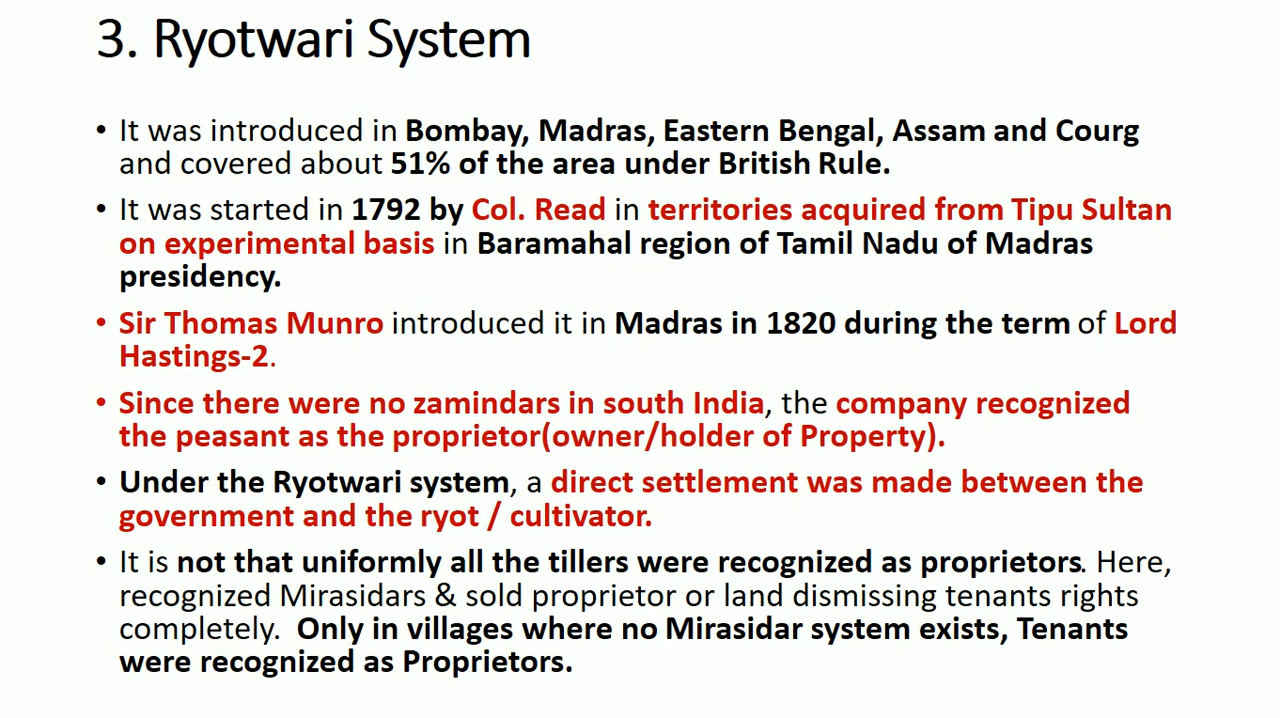 3. Ryotwari System
• It was introduced in Bombay, Madras, Eastern Bengal, Assam and Courg
and covered about 51% of the area under British Rule.
• It was started in 1792 by Col. Read in territories acquired from Tipu Sultan
on experimental basis in Baramahal region of Tamil Nadu of Madras
presidency.
• Sir Thomas Munro introduced it in Madras in 1820 during the term of Lord
Hastings-2.
• Since there were no zamindars in south India, the company recognized
the peasant as the proprietor(owner/holder of Property).
• Under the Ryotwari system, a direct settlement was made between the
government and the ryot / cultivator.
• It is not that uniformly all the tillers were recognized as proprietors. Here,
recognized Mirasidars & sold proprietor or land dismissing tenants rights
completely. Only in villages where no Mirasidar system exists, Tenants
were recognized as Proprietors.